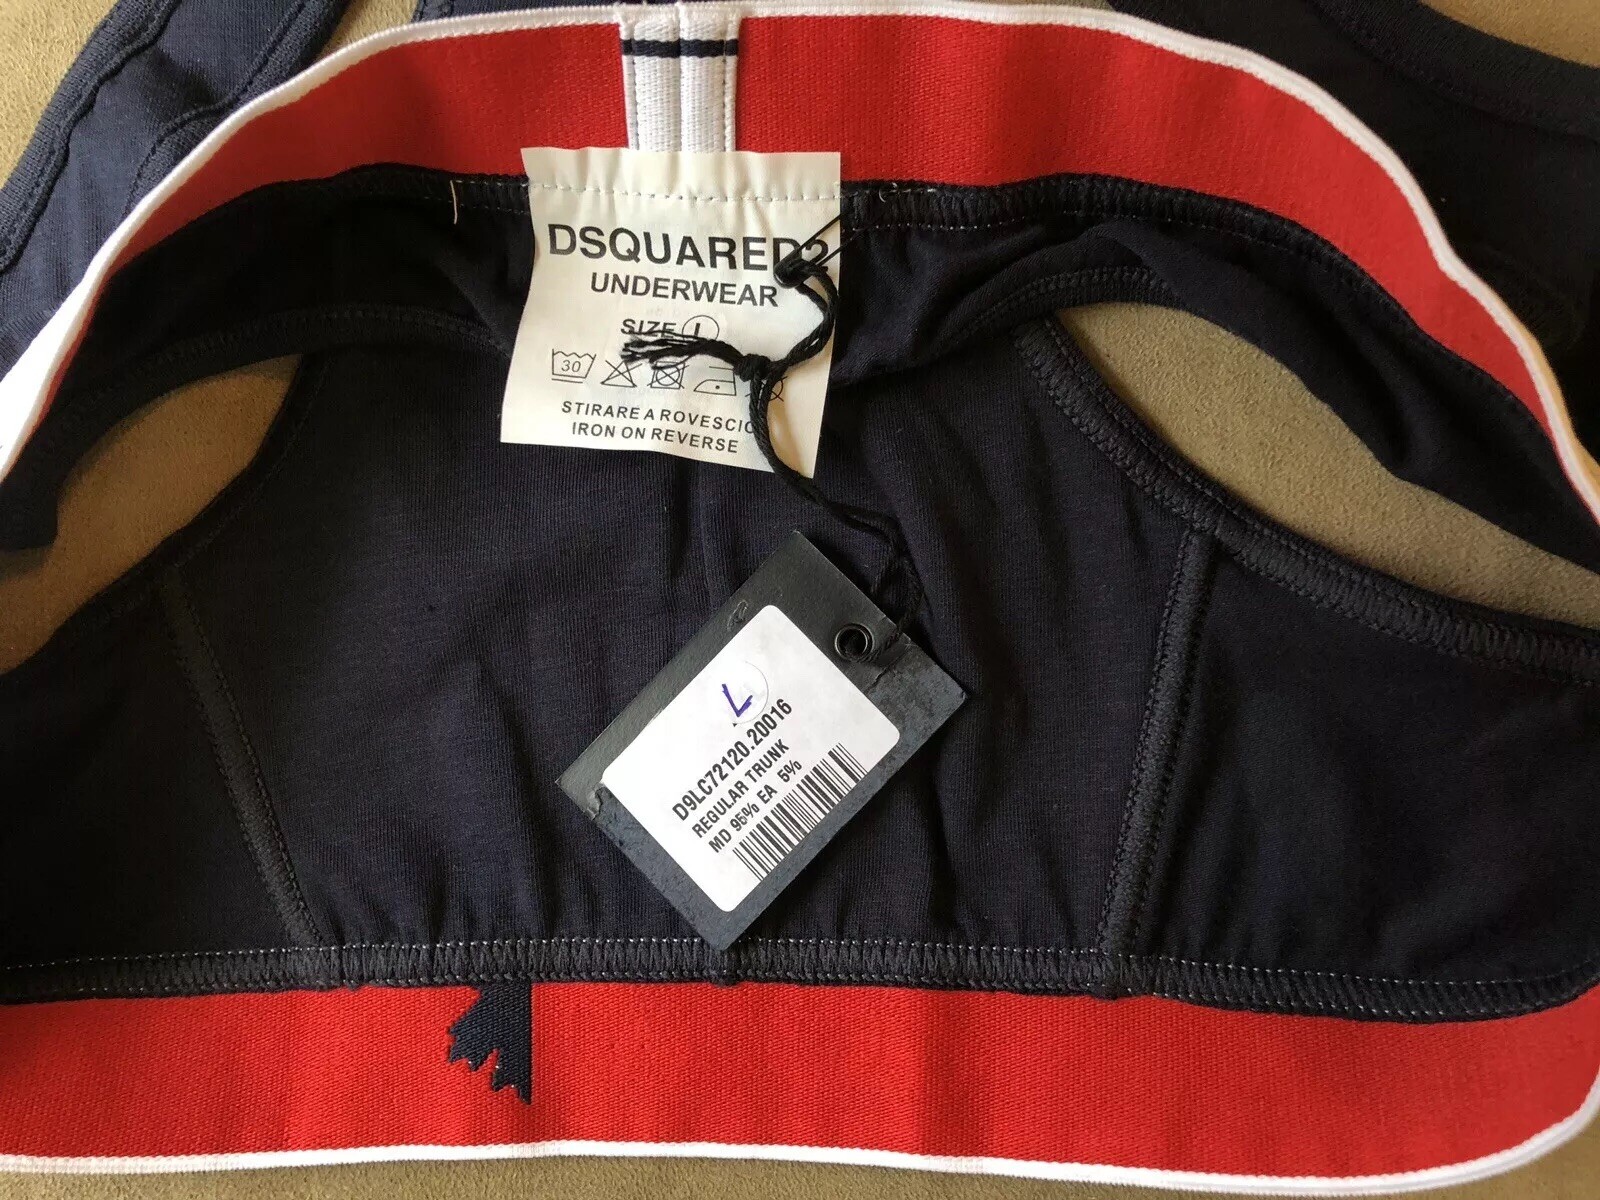 DSQUARED2
UNDERWEAR
SIZE L
30
STIRARE A ROVESCIO
IRON ON REVERSE
L
D9LC72120.20016
REGULAR TRUNK
MD 95% EA 5%